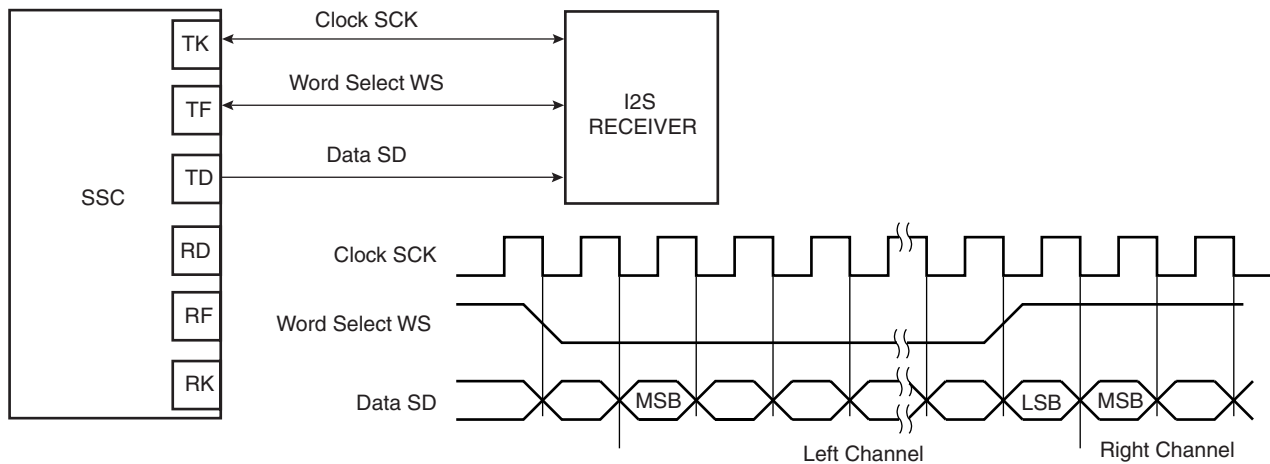 Clock SCK
TK
Word Select WS
TF
I2S
RECEIVER
Data SD
TD
SSC
RD
RF
RK
Clock SCK
Word Select WS
Data SD
MSB
LSB
MSB
Left Channel
Right Channel